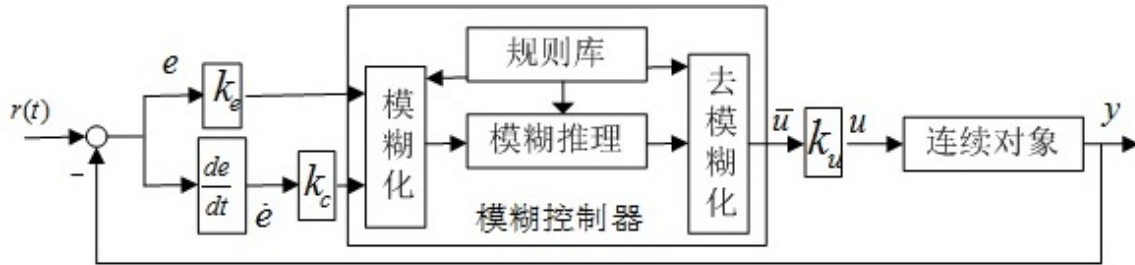 规则库
e
k_e
r(t)
模糊化
模糊推理
去模糊化
ū
k_u
u
连续对象
y
−
de/dt
ė
k_c
模糊控制器